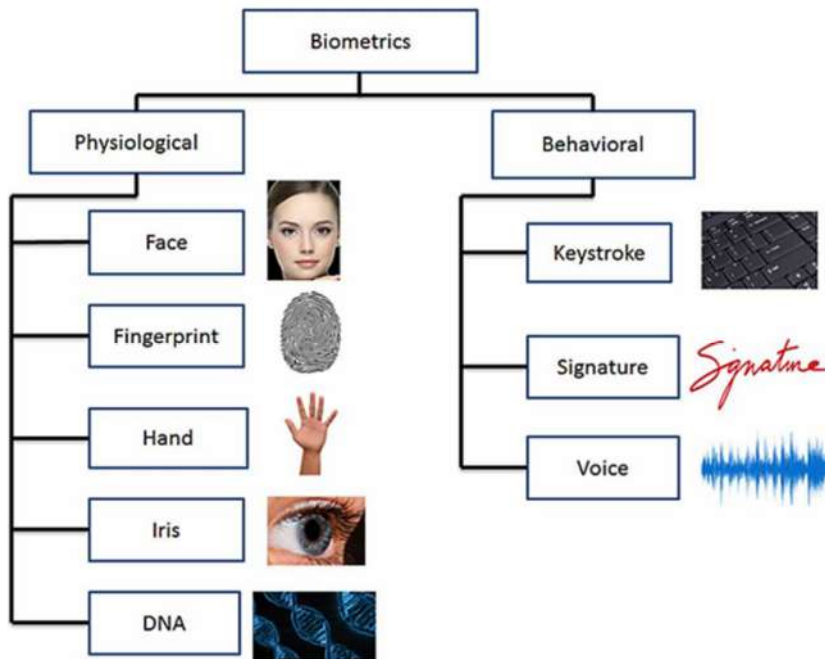 Biometrics
Physiological
Behavioral
Face
Keystroke
Fingerprint
Signature
Signature
Hand
Voice
Iris
DNA